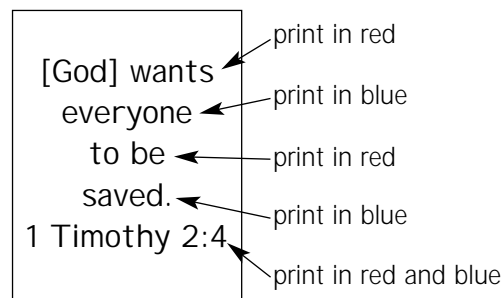 [God] wants
everyone
to be
saved.
1 Timothy 2:4
print in red
print in blue
print in red
print in blue
print in red and blue